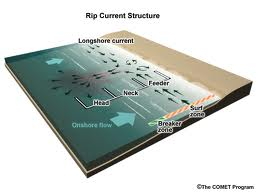 Rip Current Structure
Longshore current
Feeder
Neck
Head
Surf
zone
Onshore flow
Breaker
zone
©The COMET Program